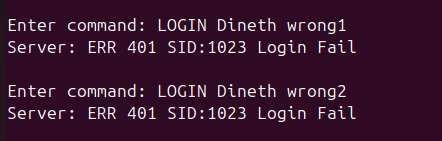 Enter command: LOGIN Dineth wrong1
Server: ERR 401 SID:1023 Login Fail
Enter command: LOGIN Dineth wrong2
Server: ERR 401 SID:1023 Login Fail